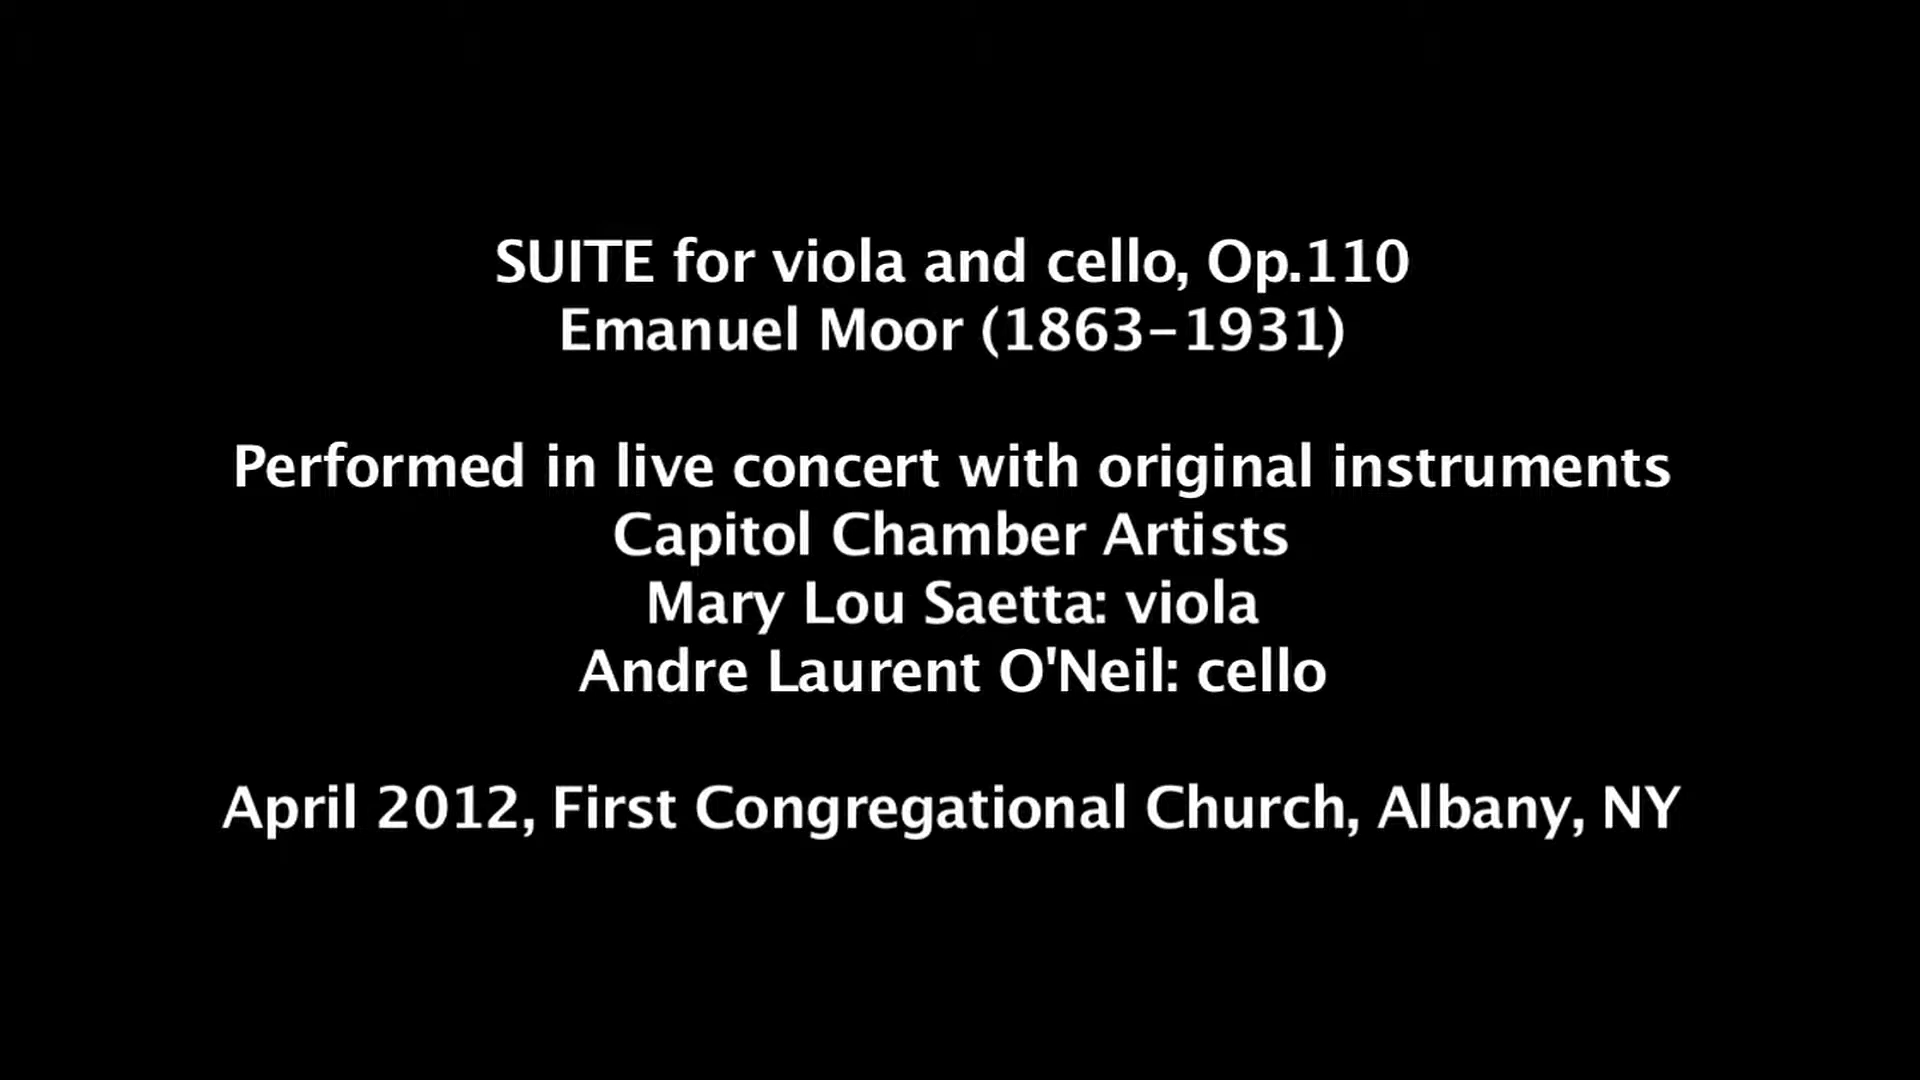 SUITE for viola and cello, Op.110
Emanuel Moor (1863-1931)
Performed in live concert with original instruments
Capitol Chamber Artists
Mary Lou Saetta: viola
Andre Laurent O'Neil: cello
April 2012, First Congregational Church, Albany, NY